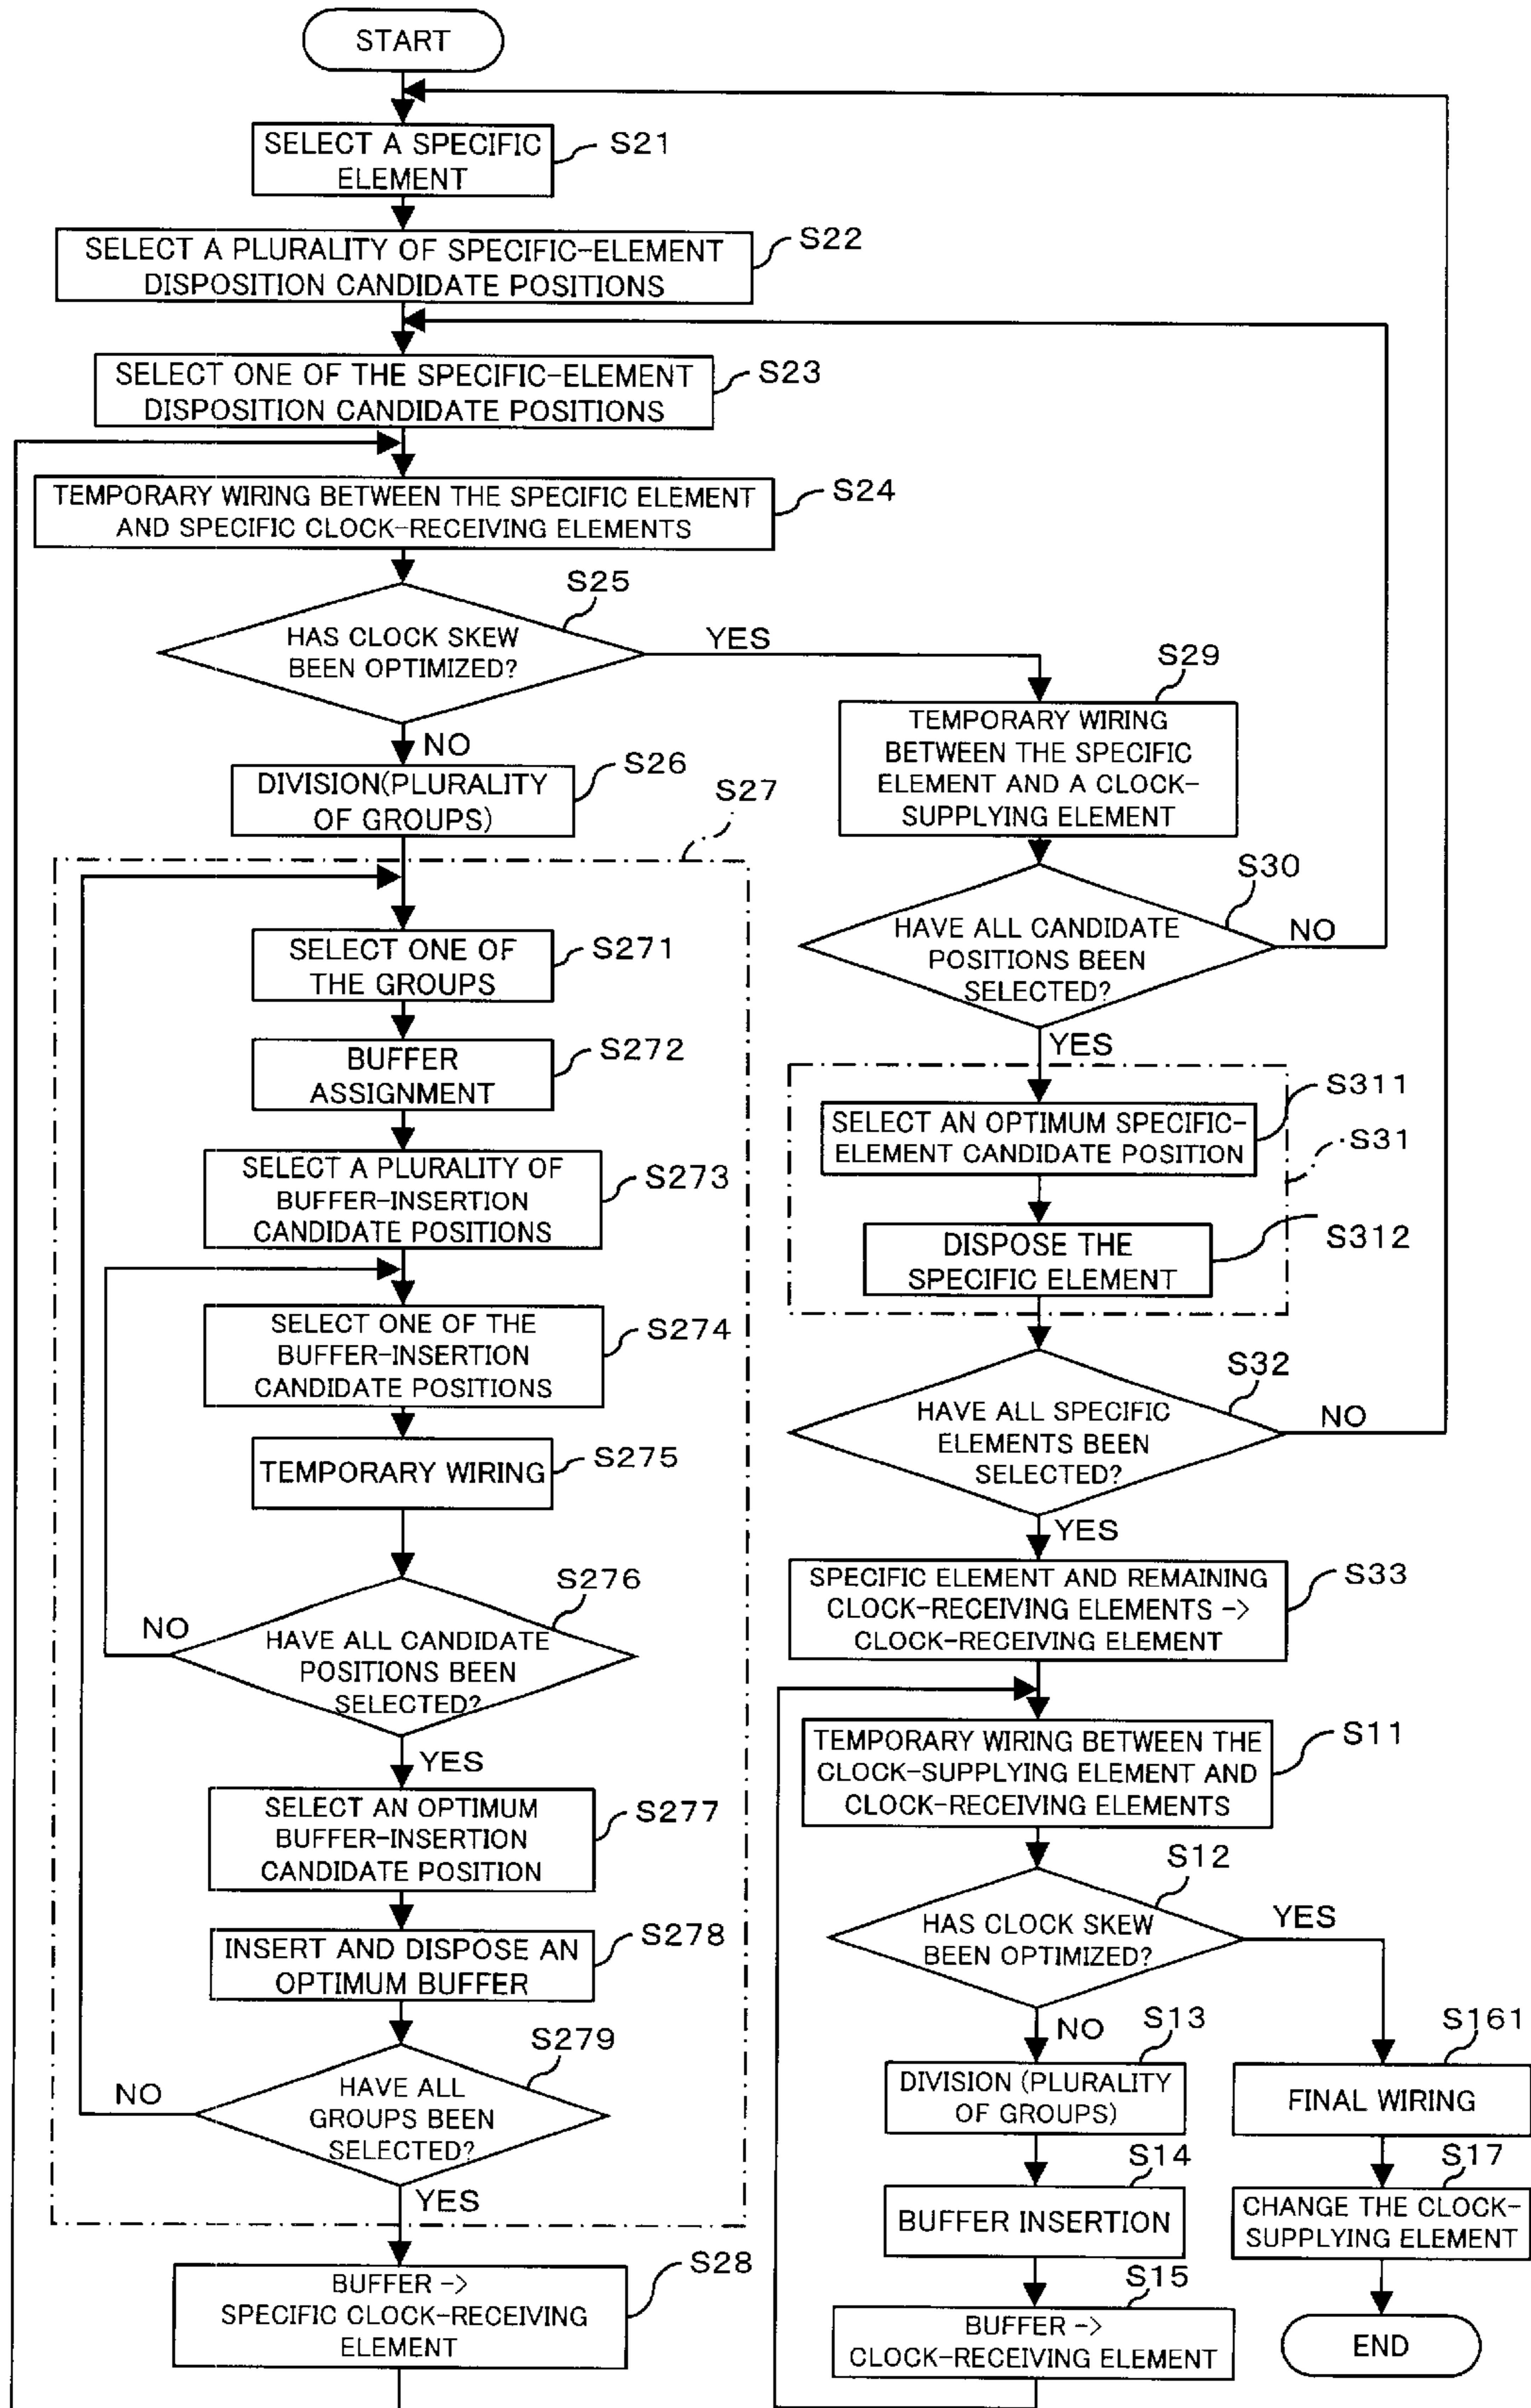 START
SELECT A SPECIFIC
ELEMENT
S21
SELECT A PLURALITY OF SPECIFIC-ELEMENT
DISPOSITION CANDIDATE POSITIONS
S22
SELECT ONE OF THE SPECIFIC-ELEMENT
DISPOSITION CANDIDATE POSITIONS
S23
TEMPORARY WIRING BETWEEN THE SPECIFIC ELEMENT
AND SPECIFIC CLOCK-RECEIVING ELEMENTS
S24
S25
HAS CLOCK SKEW
BEEN OPTIMIZED?
YES
NO
DIVISION(PLURALITY
OF GROUPS)
S26
S27
SELECT ONE OF
THE GROUPS
S271
BUFFER
ASSIGNMENT
S272
SELECT A PLURALITY OF
BUFFER-INSERTION
CANDIDATE POSITIONS
S273
SELECT ONE OF THE
BUFFER-INSERTION
CANDIDATE POSITIONS
S274
TEMPORARY WIRING
S275
S276
HAVE ALL CANDIDATE
POSITIONS BEEN
SELECTED?
NO
YES
SELECT AN OPTIMUM
BUFFER-INSERTION
CANDIDATE POSITION
S277
INSERT AND DISPOSE AN
OPTIMUM BUFFER
S278
S279
HAVE ALL
GROUPS BEEN
SELECTED?
NO
YES
BUFFER ->
SPECIFIC CLOCK-RECEIVING
ELEMENT
S28
S29
TEMPORARY WIRING
BETWEEN THE SPECIFIC
ELEMENT AND A CLOCK-
SUPPLYING ELEMENT
S30
HAVE ALL CANDIDATE
POSITIONS BEEN
SELECTED?
NO
YES
SELECT AN OPTIMUM SPECIFIC-
ELEMENT CANDIDATE POSITION
S311
S31
DISPOSE THE
SPECIFIC ELEMENT
S312
S32
HAVE ALL SPECIFIC
ELEMENTS BEEN
SELECTED?
NO
YES
SPECIFIC ELEMENT AND REMAINING
CLOCK-RECEIVING ELEMENTS ->
CLOCK-RECEIVING ELEMENT
S33
TEMPORARY WIRING BETWEEN THE
CLOCK-SUPPLYING ELEMENT AND
CLOCK-RECEIVING ELEMENTS
S11
S12
HAS CLOCK SKEW
BEEN OPTIMIZED?
YES
NO
S13
DIVISION (PLURALITY
OF GROUPS)
S14
BUFFER INSERTION
S15
BUFFER ->
CLOCK-RECEIVING ELEMENT
S161
FINAL WIRING
S17
CHANGE THE CLOCK-
SUPPLYING ELEMENT
END